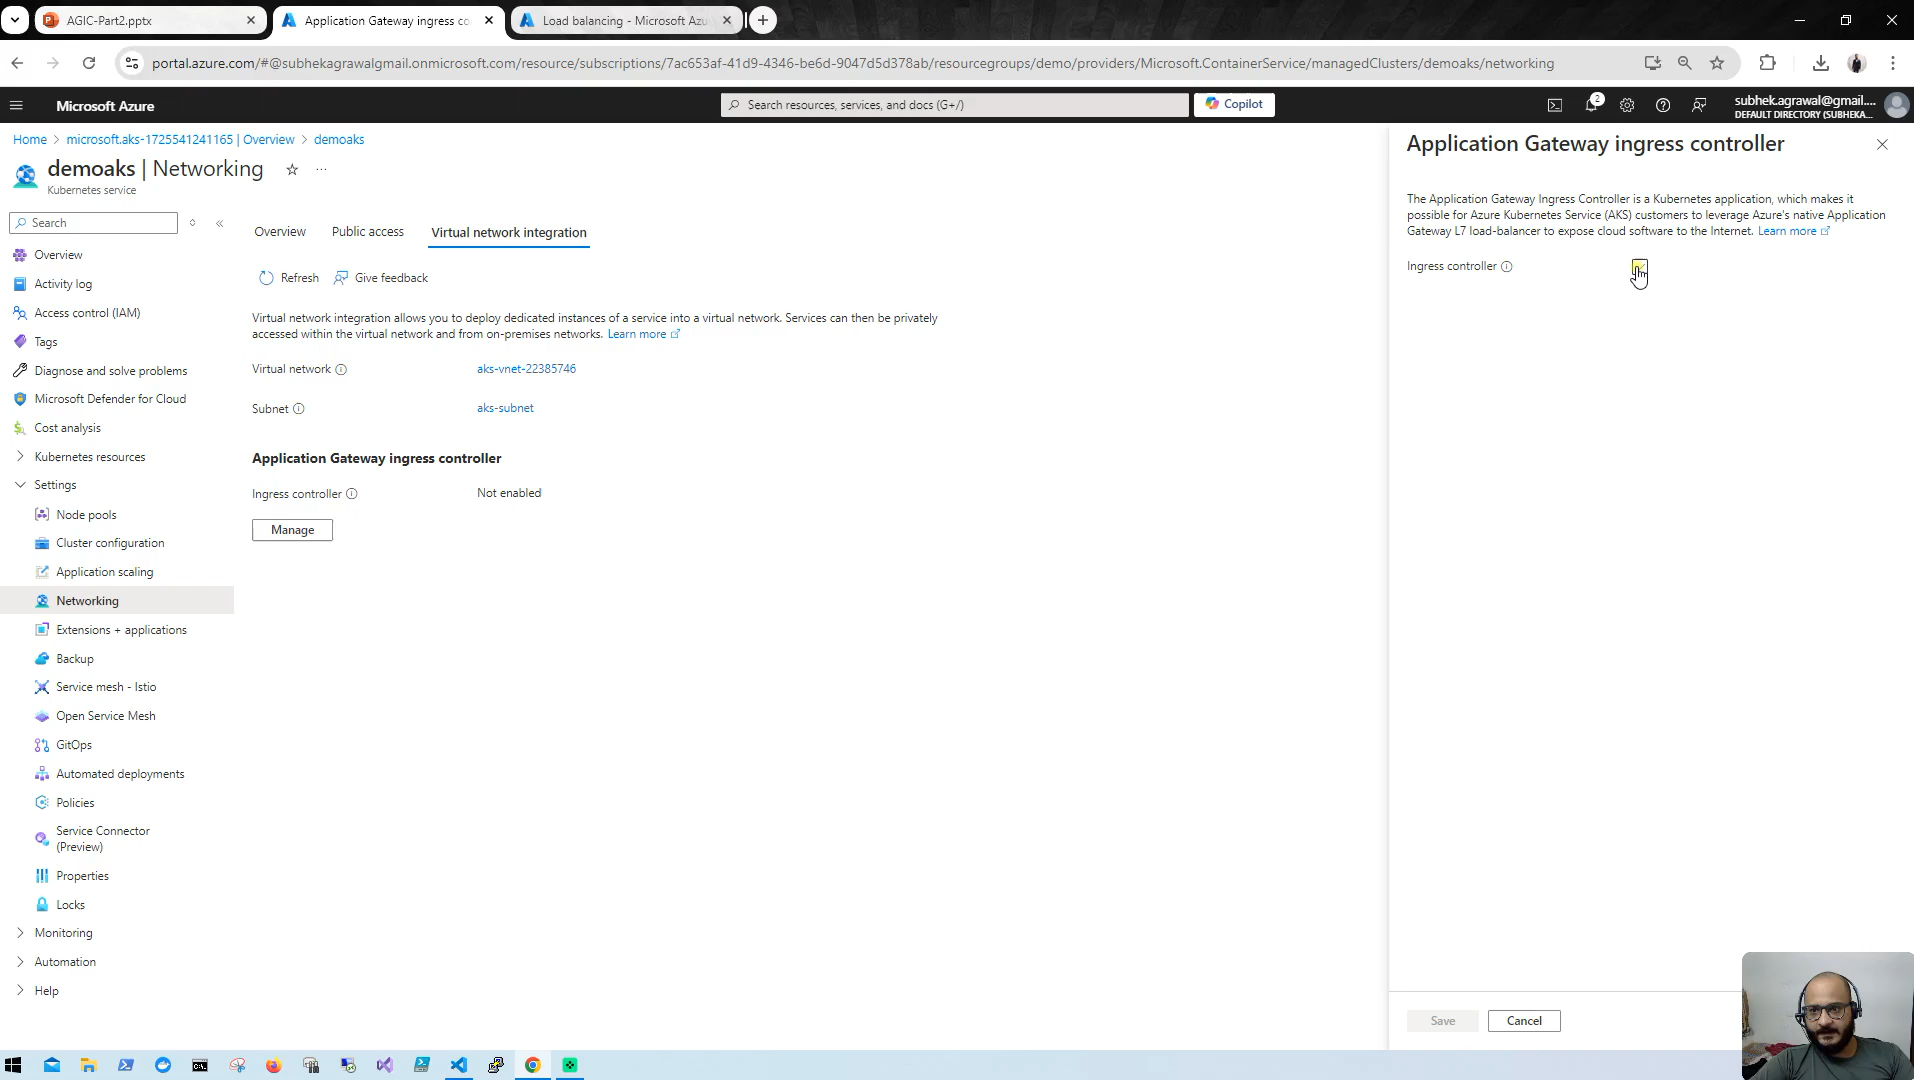 AGIC-Part2.pptx
Application Gateway ingress co
Load balancing - Microsoft Azu
portal.azure.com/#@subhekagrawalgmail.onmicrosoft.com/resource/subscriptions/7ac653af-41d9-4346-be6d-9047d5d378ab/resourcegroups/demo/providers/Microsoft.ContainerService/managedClusters/demoaks/networking
Microsoft Azure
Search resources, services, and docs (G+/)
Copilot
2
subhek.agrawal@gmail....
DEFAULT DIRECTORY (SUBHEKA...
Home > microsoft.aks-1725541241165 | Overview > demoaks
demoaks | Networking
Kubernetes service
Search
Overview
Activity log
Access control (IAM)
Tags
Diagnose and solve problems
Microsoft Defender for Cloud
Cost analysis
Kubernetes resources
Settings
Node pools
Cluster configuration
Application scaling
Networking
Extensions + applications
Backup
Service mesh - Istio
Open Service Mesh
GitOps
Automated deployments
Policies
Service Connector
(Preview)
Properties
Locks
Monitoring
Automation
Help
Overview
Public access
Virtual network integration
Refresh
Give feedback
Virtual network integration allows you to deploy dedicated instances of a service into a virtual network. Services can then be privately
accessed within the virtual network and from on-premises networks. Learn more
Virtual network
aks-vnet-22385746
Subnet
aks-subnet
Application Gateway ingress controller
Ingress controller
Not enabled
Manage
Application Gateway ingress controller
The Application Gateway Ingress Controller is a Kubernetes application, which makes it
possible for Azure Kubernetes Service (AKS) customers to leverage Azure's native Application
Gateway L7 load-balancer to expose cloud software to the Internet. Learn more
Ingress controller
Save
Cancel